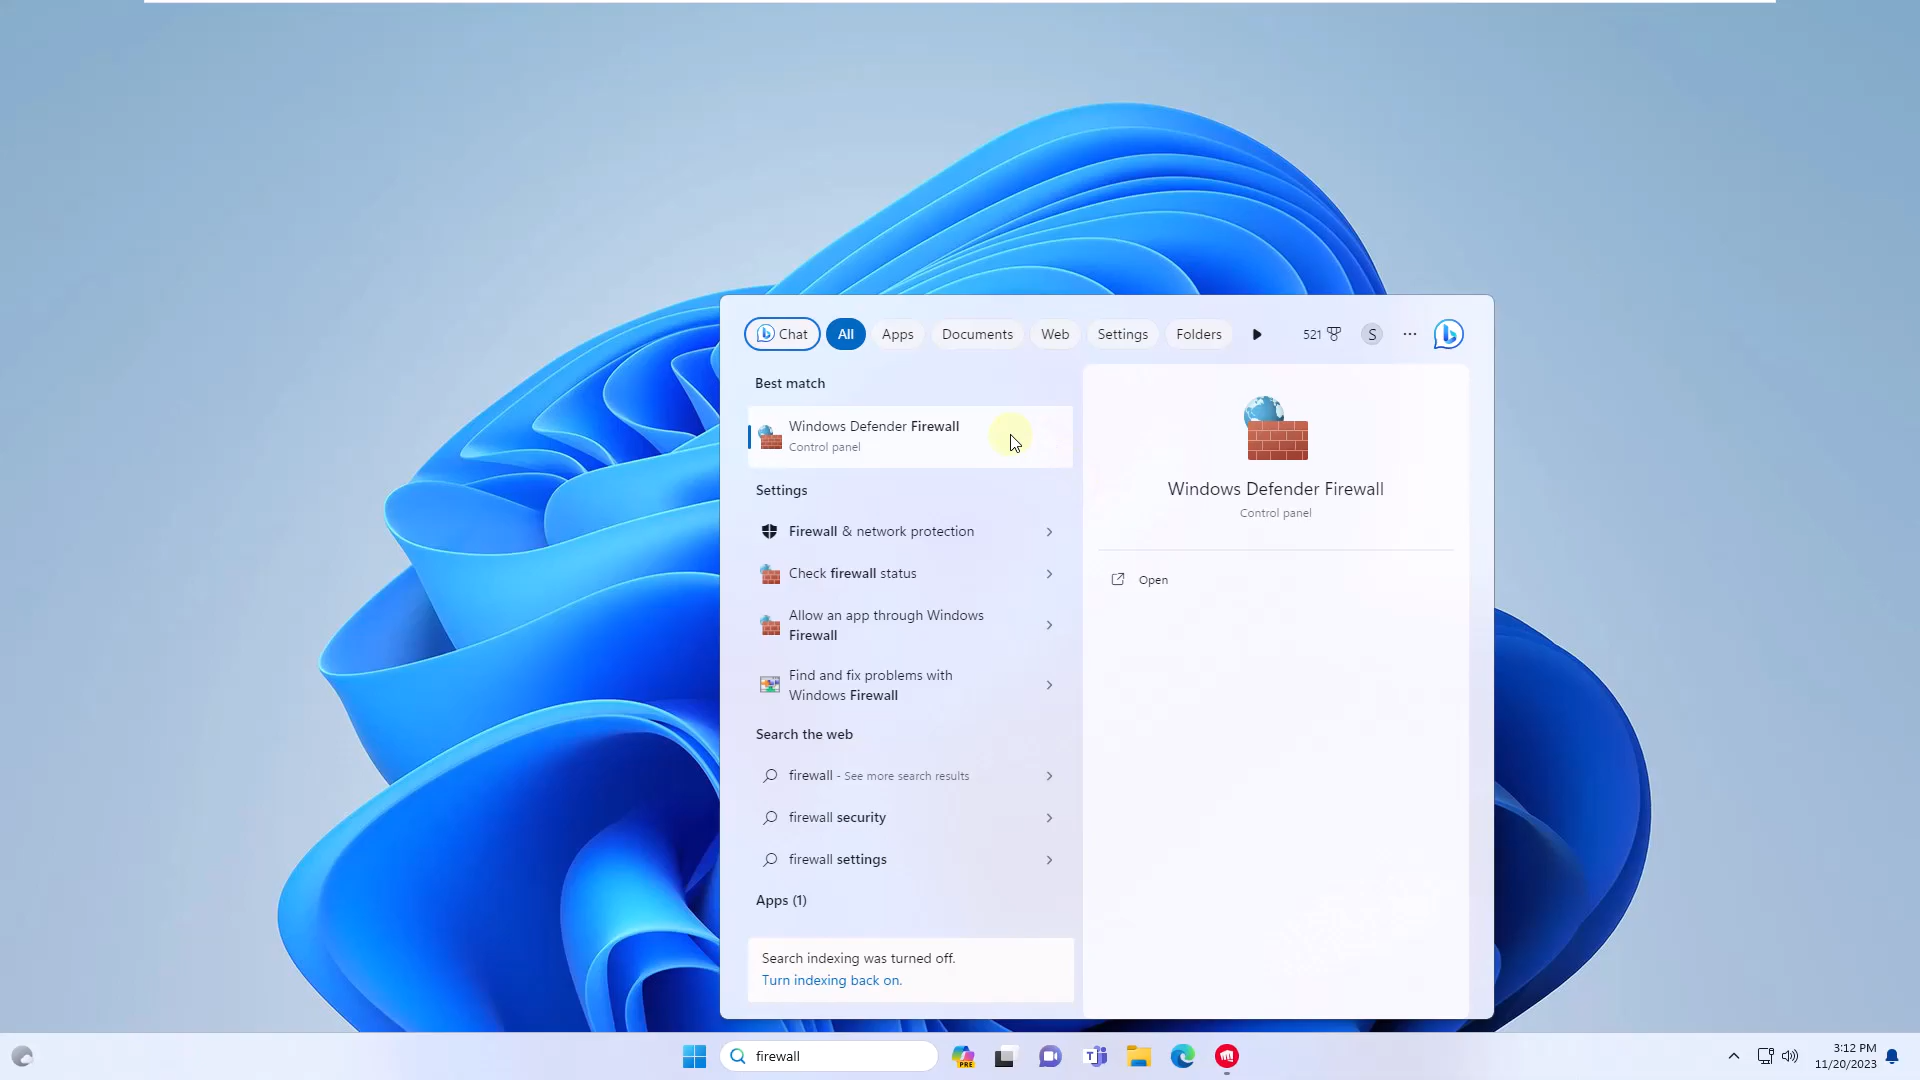 Chat All Apps Documents Web Settings Folders 521 S
Best match
Windows Defender Firewall
Control panel
Settings
Firewall & network protection
Check firewall status
Allow an app through Windows
Firewall
Find and fix problems with
Windows Firewall
Search the web
firewall - See more search results
firewall security
firewall settings
Apps (1)
Search indexing was turned off.
Turn indexing back on.
Windows Defender Firewall
Control panel
Open
firewall
PRE
T
3:12 PM
11/20/2023